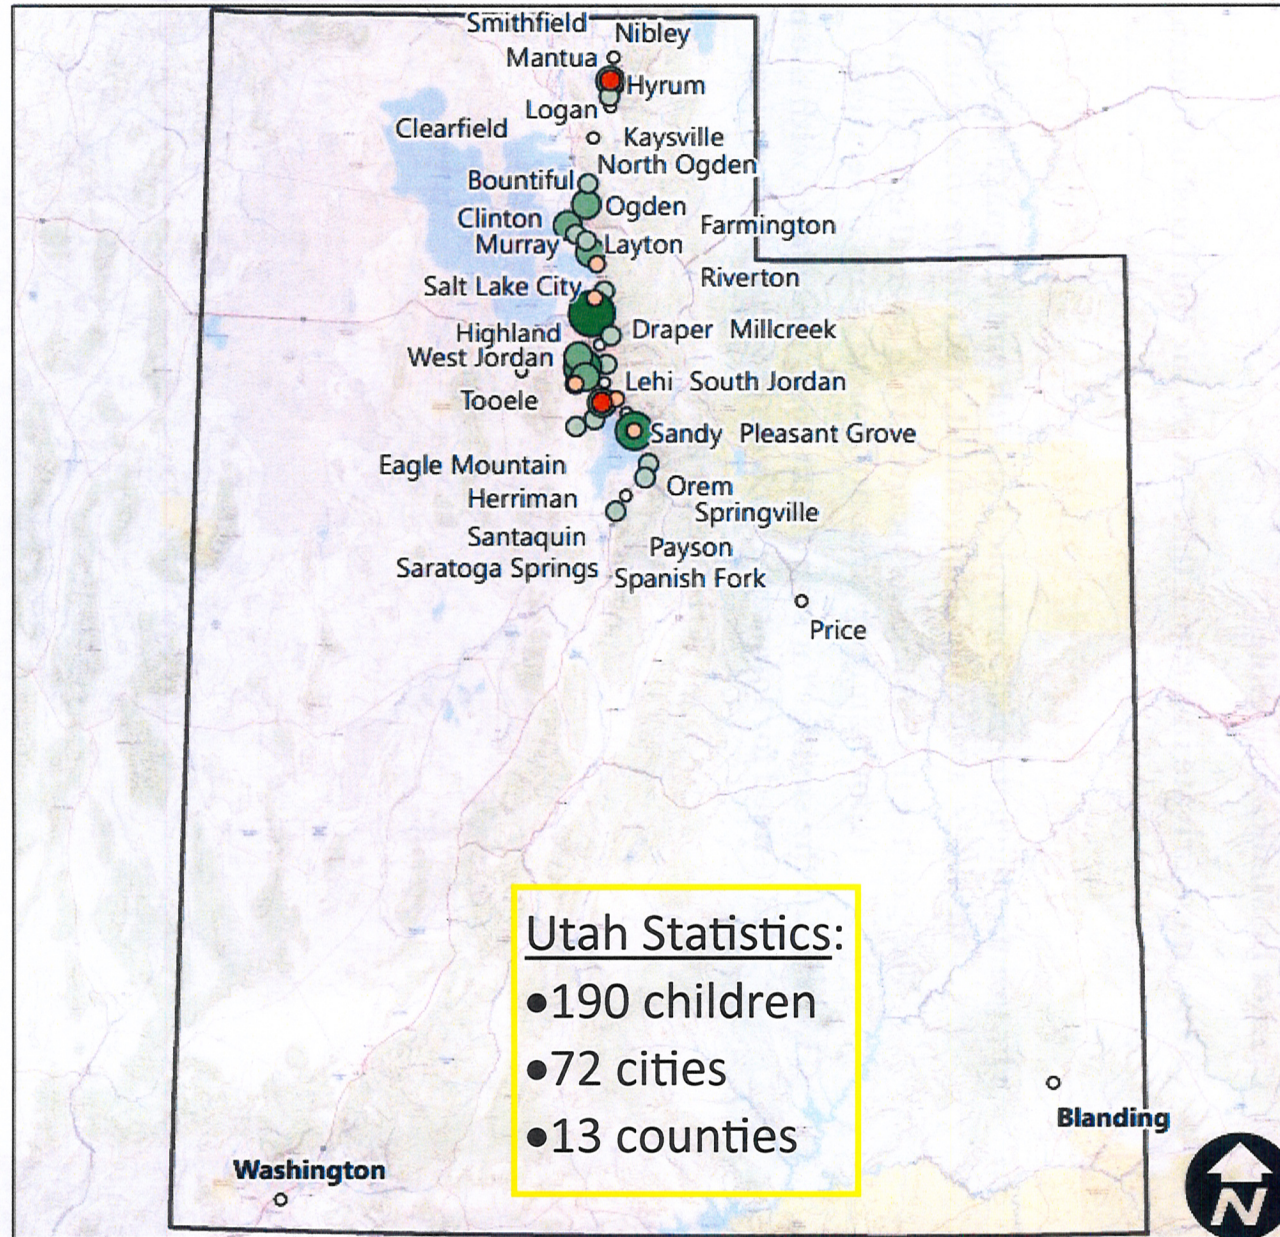 Smithfield
Nibley
Mantua
Hyrum
Logan
Clearfield
Kaysville
North Ogden
Bountiful
Ogden
Clinton
Farmington
Murray
Layton
Riverton
Salt Lake City
Highland
Draper
Millcreek
West Jordan
Lehi
South Jordan
Tooele
Sandy
Pleasant Grove
Eagle Mountain
Orem
Herriman
Springville
Santaquin
Payson
Saratoga Springs
Spanish Fork
Price
Utah Statistics:
•190 children
•72 cities
•13 counties
Blanding
Washington
N